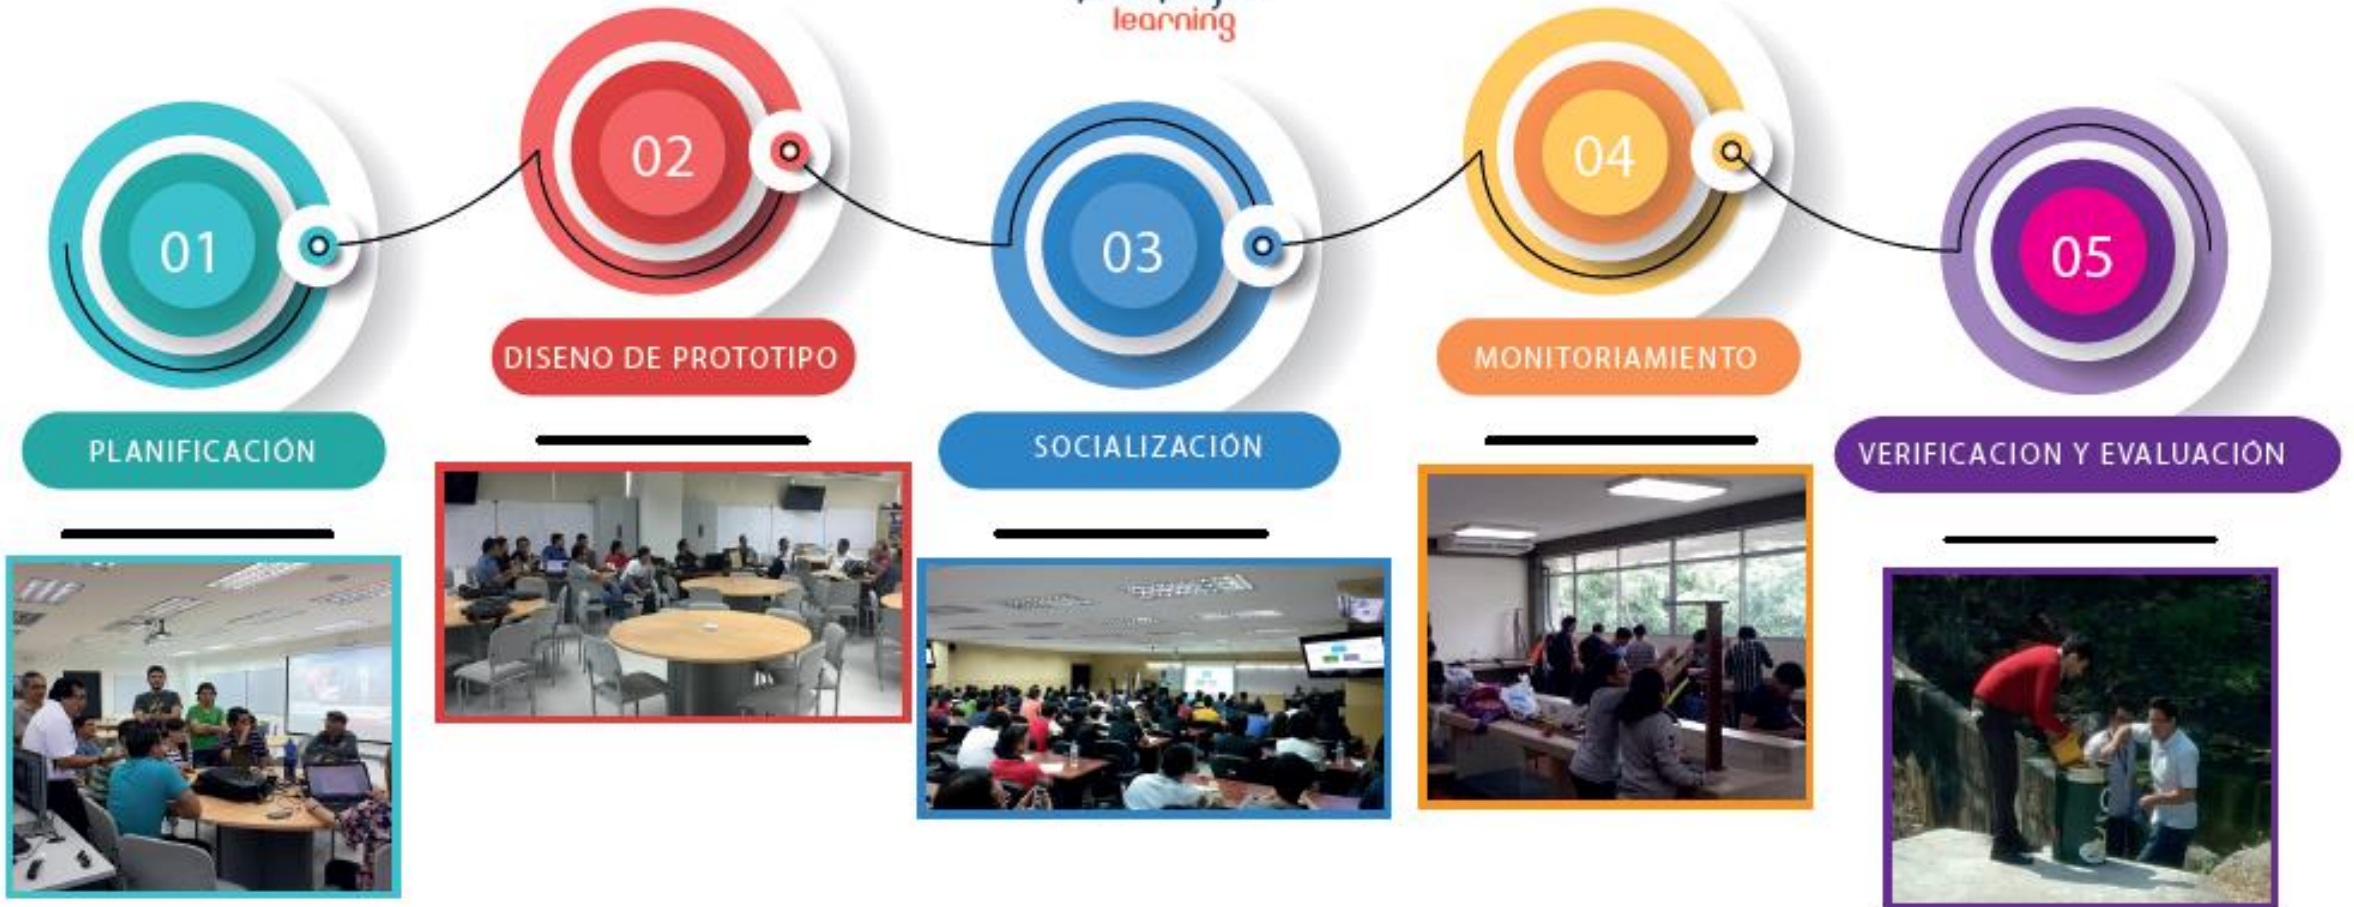 learning
01
02
03
04
05
PLANIFICACIÓN
DISENO DE PROTOTIPO
SOCIALIZACIÓN
MONITORIAMIENTO
VERIFICACION Y EVALUACIÓN